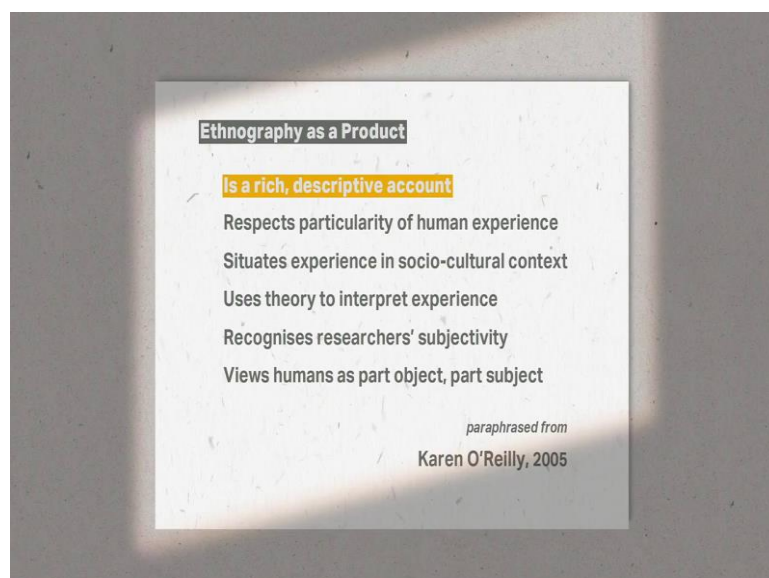 Ethnography as a Product
Is a rich, descriptive account
Respects particularity of human experience
Situates experience in socio-cultural context
Uses theory to interpret experience
Recognises researchers’ subjectivity
Views humans as part object, part subject
paraphrased from
Karen O’Reilly, 2005